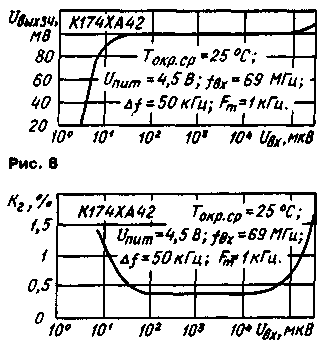 Uвых зч,
мВ
К174ХА42
100
Tокр.ср = 25 °С;
80
Uпит = 4,5 В; fвх = 69 МГц;
60
Δf = 50 кГц; Fm = 1 кГц.
40
20
10⁰ 10¹ 10² 10³ 10⁴ Uвх, мкВ
Рис. 8
Kг, %
К174ХА42
Tокр.ср = 25 °С;
1,5
Uпит = 4,5 В; fвх = 69 МГц;
1
Δf = 50 кГц; Fm = 1 кГц.
0,5
0
10⁰ 10¹ 10² 10³ 10⁴ Uвх, мкВ